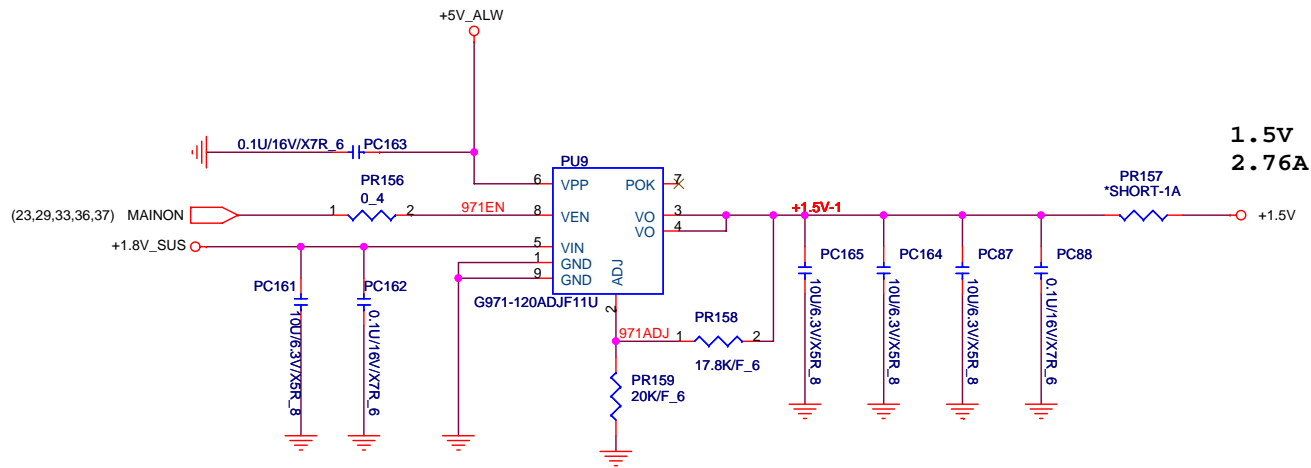 +5V_ALW
0.1U/16V/X7R_6 PC163
1.5V
2.76A
PU9
PR156
0_4
PR157
*SHORT-1A
6 VPP POK 7
(23,29,33,36,37) MAINON 1 2 971EN 8 VEN VO 3 +1.5V-1 +1.5V
VO 4
+1.8V_SUS 5 VIN
1 GND
9 GND ADJ
PC165 PC164 PC87 PC88
PC161 PC162
G971-120ADJF11U
2
10U/6.3V/X5R_8
0.1U/16V/X7R_6
971ADJ 1 PR158 2
17.8K/F_6
PR159
20K/F_6
10U/6.3V/X5R_8
10U/6.3V/X5R_8
10U/6.3V/X5R_8
0.1U/16V/X7R_6